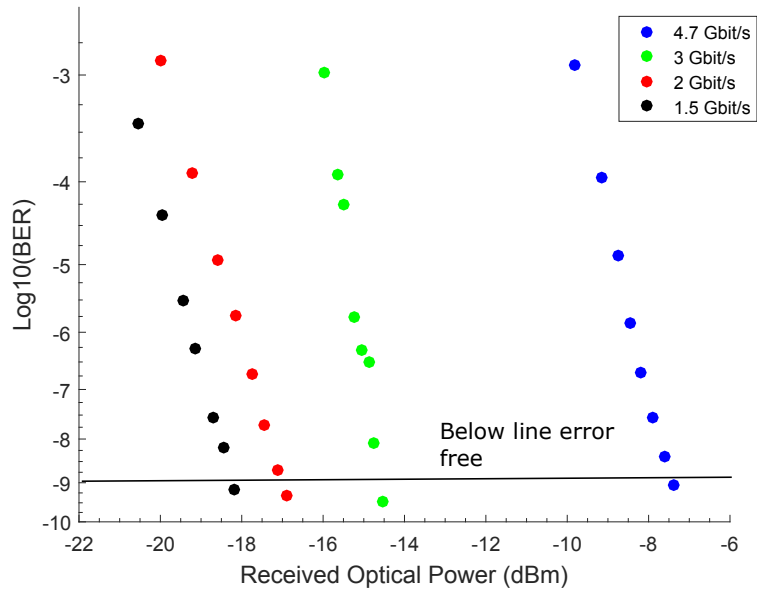 4.7 Gbit/s
3 Gbit/s
2 Gbit/s
1.5 Gbit/s
Log10(BER)
-3
-4
-5
-6
-7
-8
-9
-10
Below line error
free
-22
-20
-18
-16
-14
-12
-10
-8
-6
Received Optical Power (dBm)